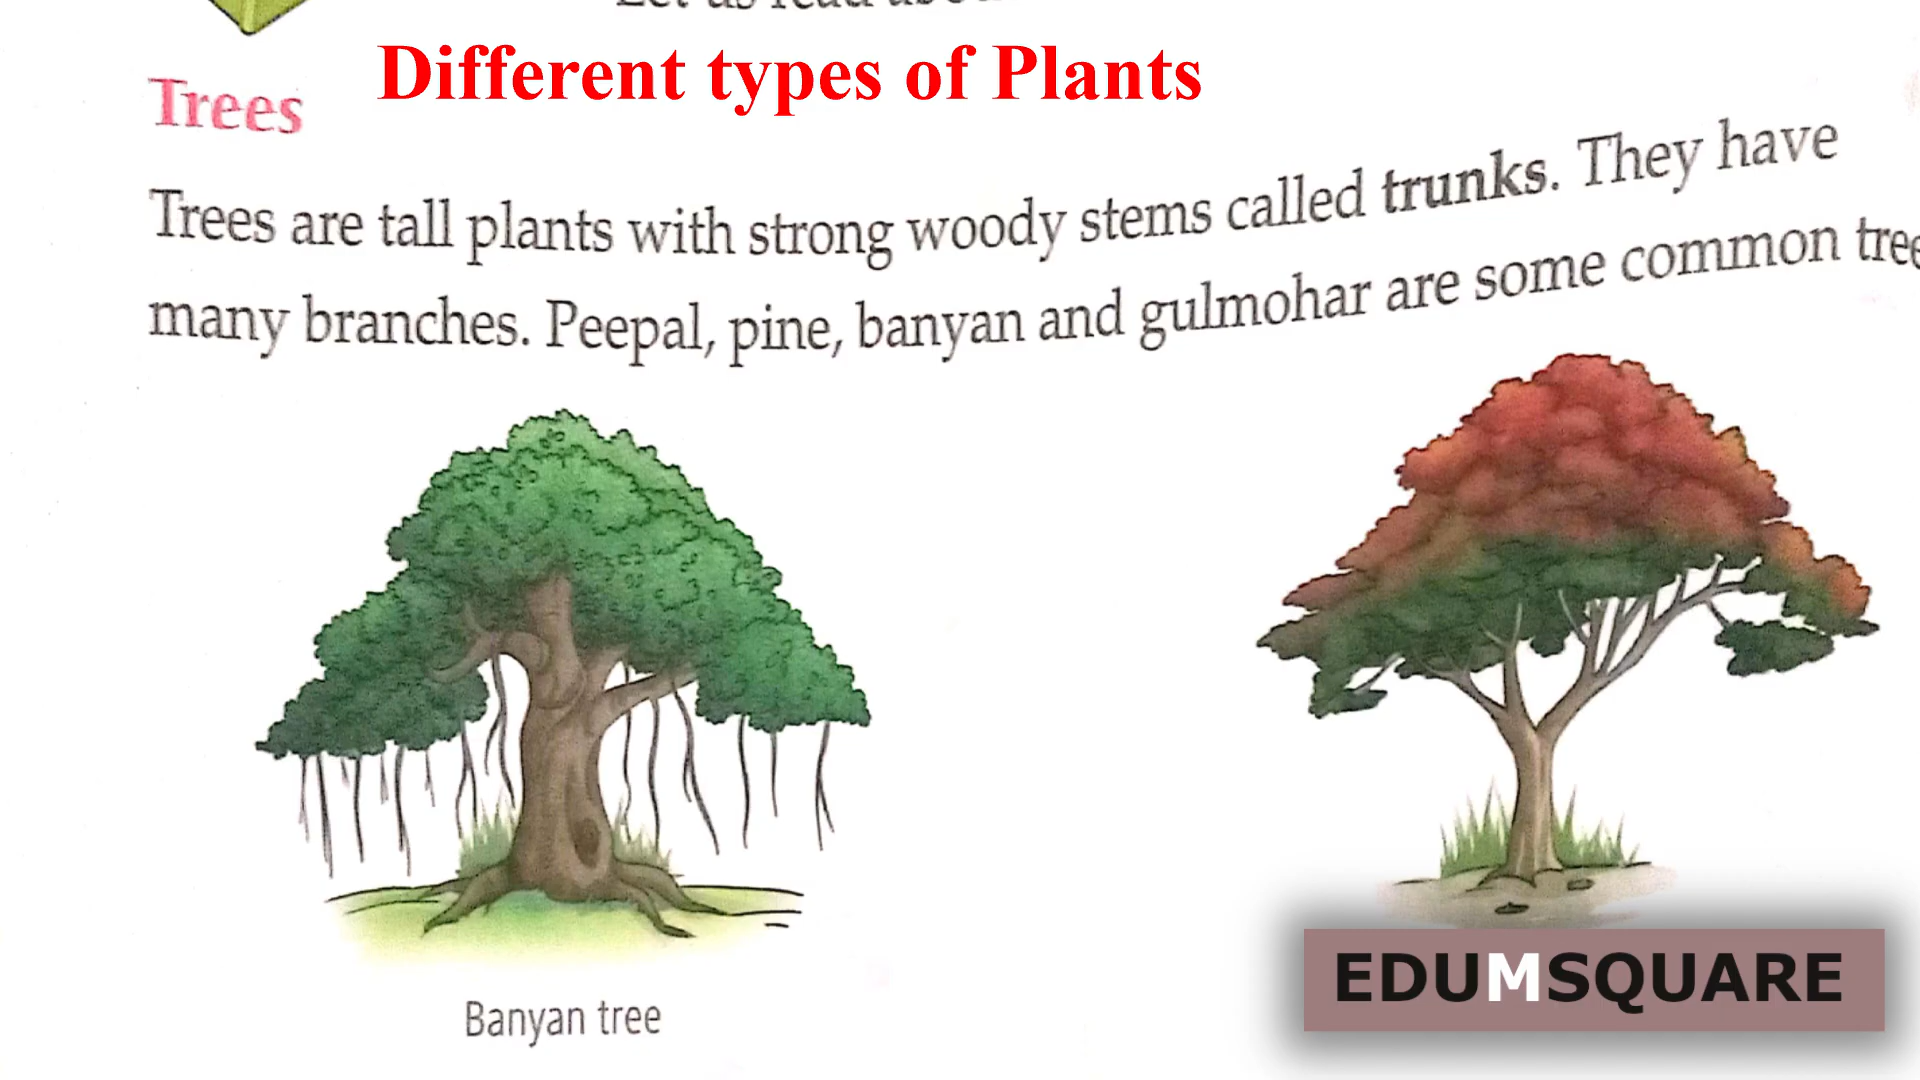 Different types of Plants
Trees
Trees are tall plants with strong woody stems called trunks. They have
many branches. Peepal, pine, banyan and gulmohar are some common
Banyan tree
EDUMSQUARE